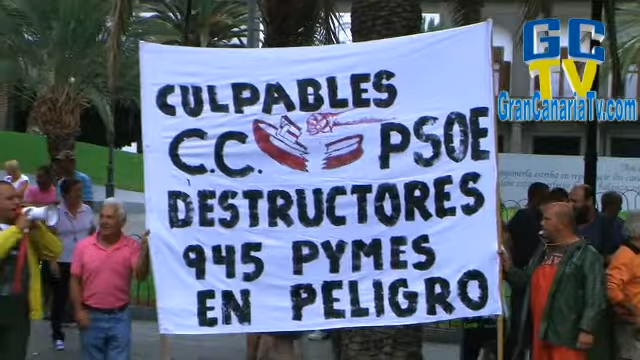 GC
TV
GranCanariaTv.com
CULPABLES
C.C. PSOE
DESTRUCTORES
945 PYMES
EN PELIGRO